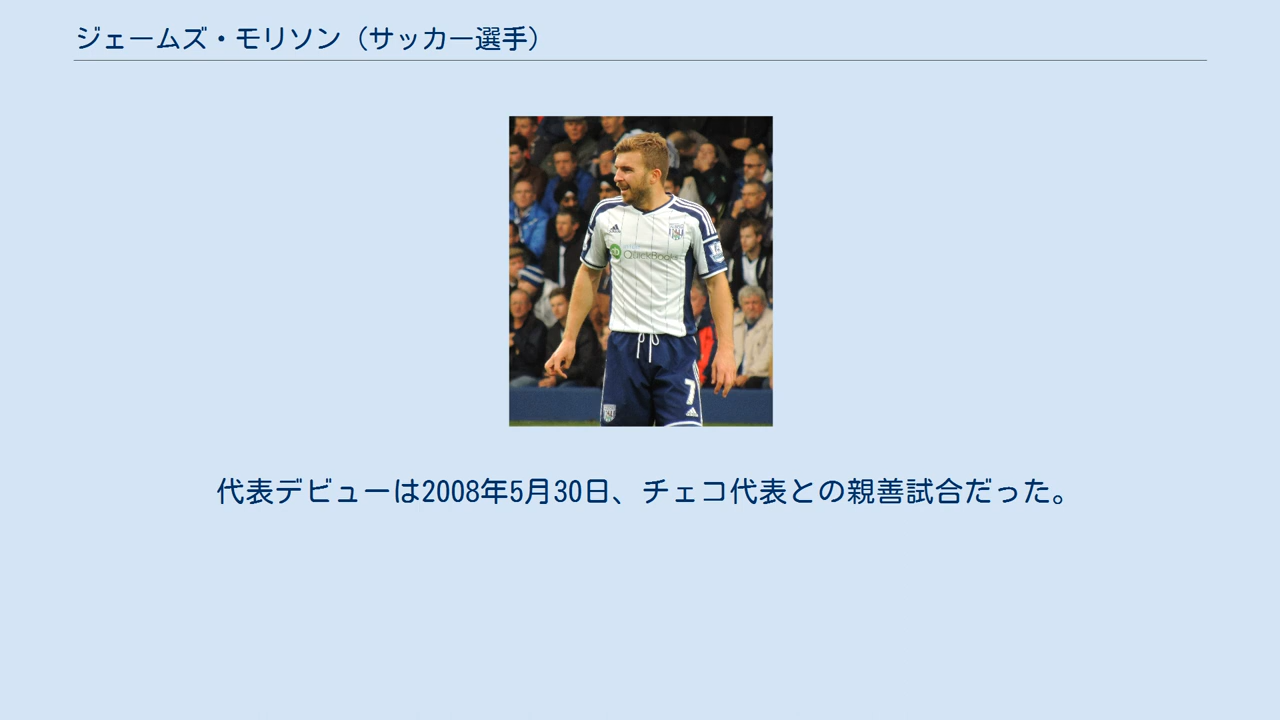 ジェームズ・モリソン（サッカー選手）
QuickBooks
7
代表デビューは2008年5月30日、チェコ代表との親善試合だった。